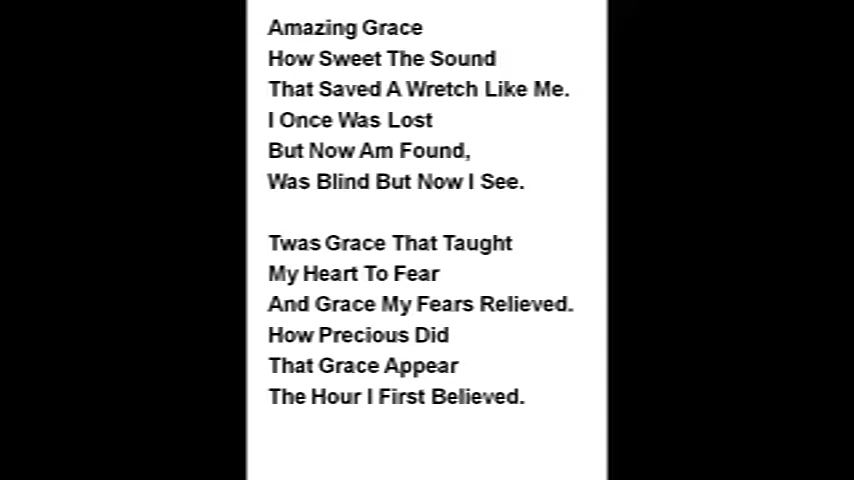 Amazing Grace
How Sweet The Sound
That Saved A Wretch Like Me.
I Once Was Lost
But Now Am Found,
Was Blind But Now I See.
Twas Grace That Taught
My Heart To Fear
And Grace My Fears Relieved.
How Precious Did
That Grace Appear
The Hour I First Believed.